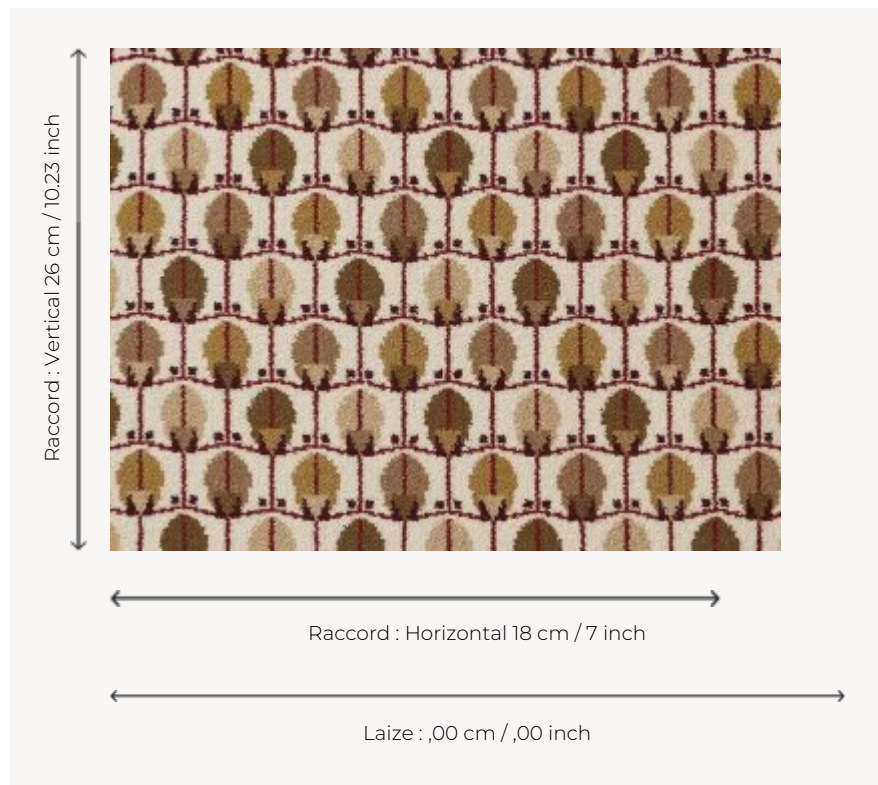 Raccord : Vertical 26 cm / 10.23 inch
Raccord : Horizontal 18 cm / 7 inch
Laize : ,00 cm / ,00 inch